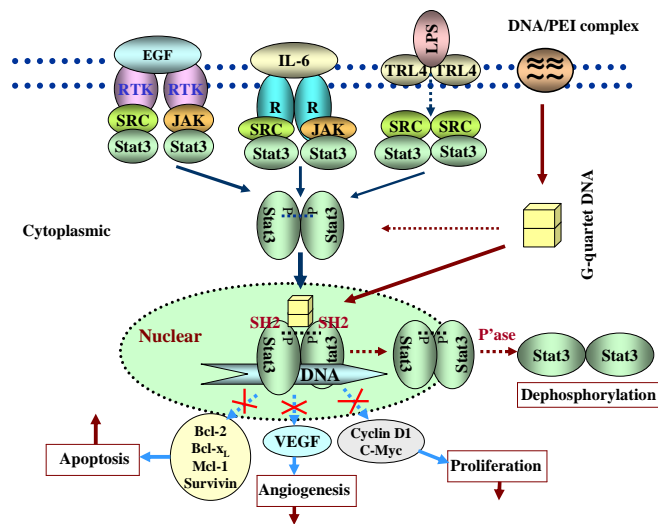 DNA/PEI complex
LPS
EGF
IL-6
TRL4 TRL4
RTK RTK
R R
SRC JAK
SRC JAK
SRC SRC
Stat3 Stat3
Stat3 Stat3
Stat3 Stat3
Cytoplasmic
Stat3 P P Stat3
G-quartet DNA
Nuclear
SH2 SH2
Stat3 P P tat3
DNA
Stat3 P P Stat3
P'ase
Stat3 Stat3
Dephosphorylation
Bcl-2
Bcl-xL
Mcl-1
Survivin
VEGF
Cyclin D1
C-Myc
Apoptosis
Angiogenesis
Proliferation